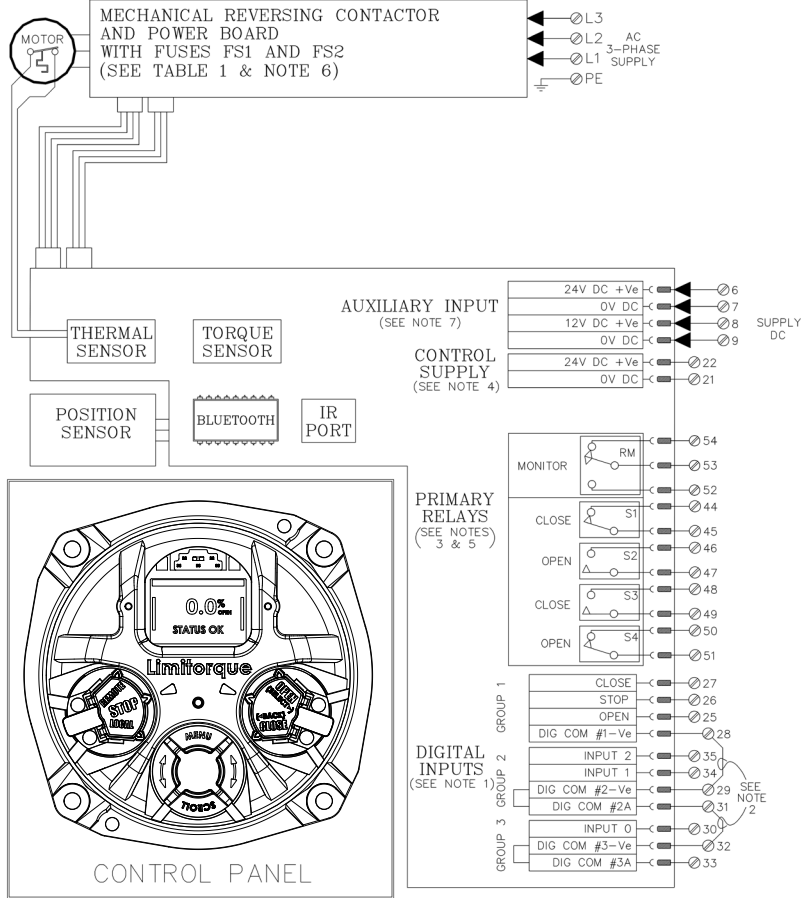 MECHANICAL REVERSING CONTACTOR
AND POWER BOARD
WITH FUSES FS1 AND FS2
(SEE TABLE 1 & NOTE 6)
MOTOR
L3
L2
L1
PE
AC
3-PHASE
SUPPLY
AUXILIARY INPUT
(SEE NOTE 7)
24V DC +Ve 6
0V DC 7
12V DC +Ve 8
0V DC 9
SUPPLY
DC
CONTROL
SUPPLY
(SEE NOTE 4)
24V DC +Ve 22
0V DC 21
THERMAL
SENSOR
TORQUE
SENSOR
POSITION
SENSOR
BLUETOOTH
IR
PORT
PRIMARY
RELAYS
(SEE NOTES
3 & 5)
MONITOR
RM
54
53
52
CLOSE
S1
44
45
OPEN
S2
46
47
CLOSE
S3
48
49
OPEN
S4
50
51
DIGITAL
INPUTS
(SEE NOTE 1)
GROUP 1
CLOSE 27
STOP 26
OPEN 25
DIG COM #1-Ve 28
GROUP 2
INPUT 2 35
INPUT 1 34
DIG COM #2-Ve 29
DIG COM #2A 31
GROUP 3
INPUT 0 30
DIG COM #3-Ve 32
DIG COM #3A 33
SEE
NOTE
2
0.0%
OPEN
STATUS OK
Limitorque
REMOTE
STOP
LOCAL
OPEN
CLOSE
MENU
SCROLL
CONTROL PANEL